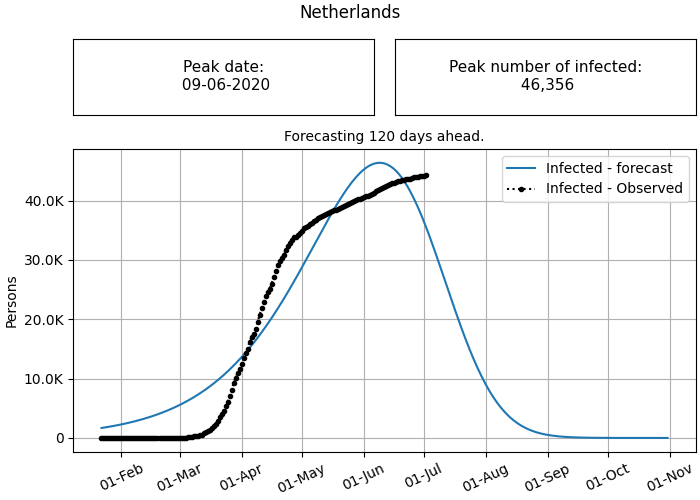 Netherlands
Peak date:
09-06-2020
Peak number of infected:
46,356
Forecasting 120 days ahead.
Infected - forecast
Infected - Observed
40.0K
30.0K
20.0K
10.0K
0
Persons
01-Feb
01-Mar
01-Apr
01-May
01-Jun
01-Jul
01-Aug
01-Sep
01-Oct
01-Nov